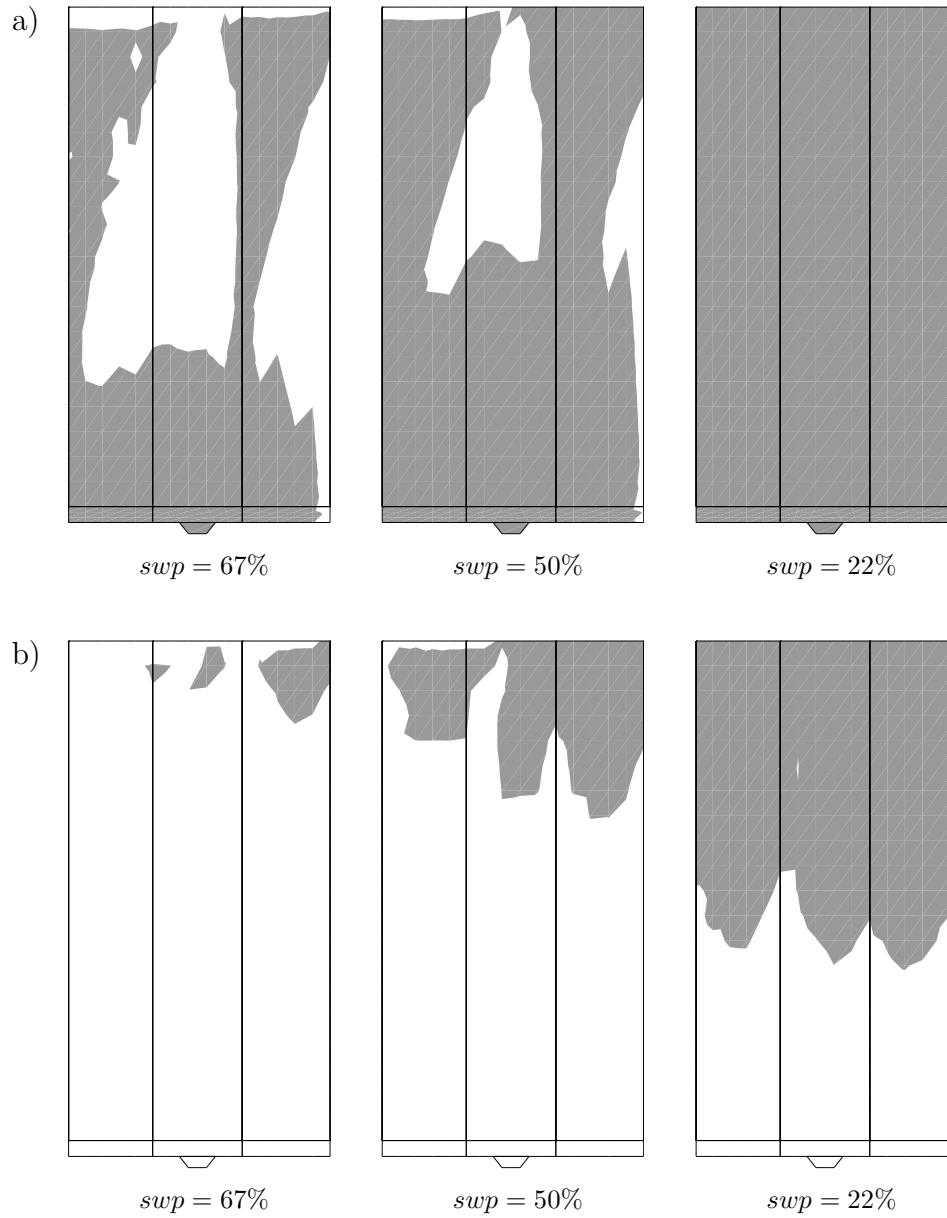 a)
swp = 67% swp = 50% swp = 22%
b)
swp = 67% swp = 50% swp = 22%